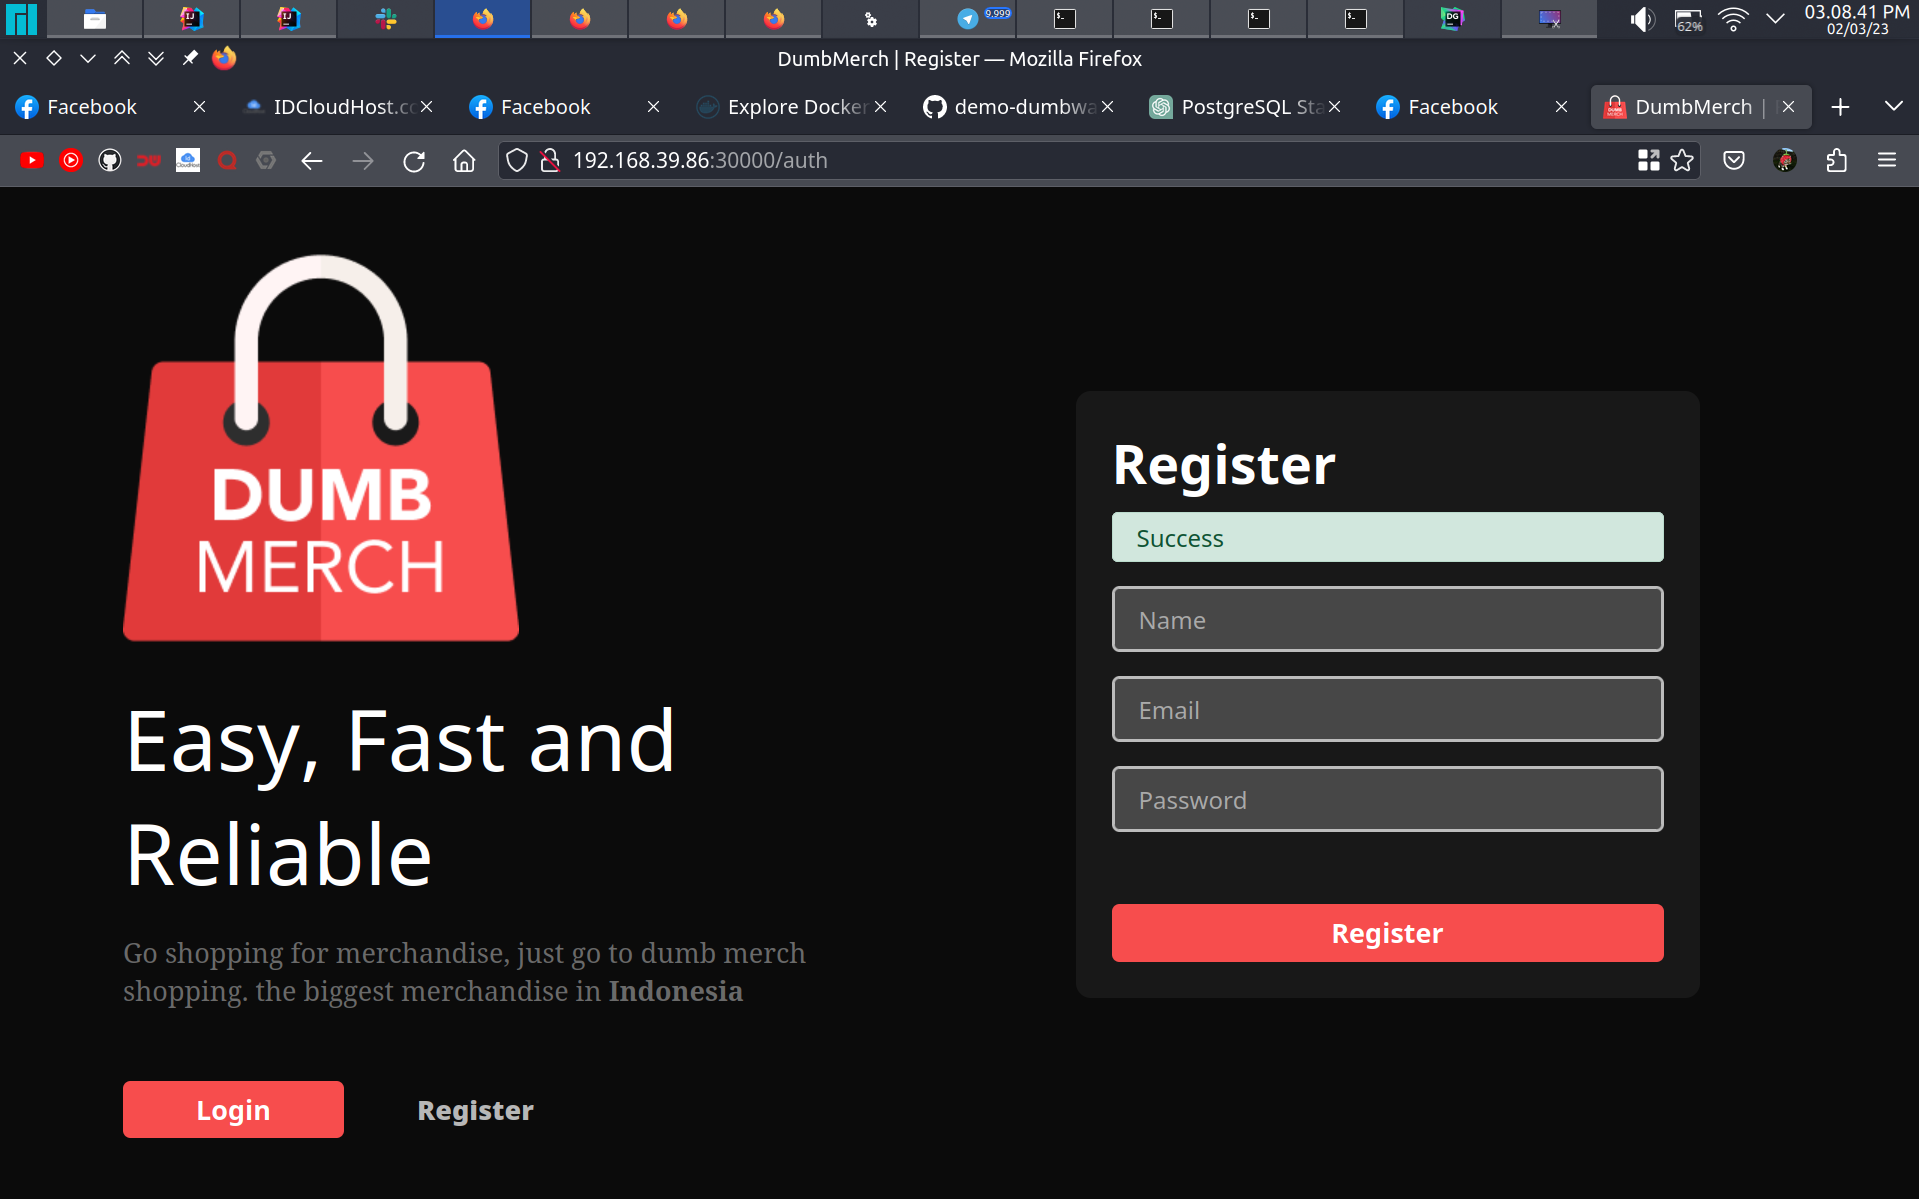 9,999
62%
03.08.41 PM
02/03/23
DumbMerch | Register — Mozilla Firefox
Facebook
IDCloudHost.cc
Facebook
Explore Docker
demo-dumbwa
PostgreSQL Sta
Facebook
DumbMerch |
192.168.39.86:30000/auth
DUMB
MERCH
Easy, Fast and
Reliable
Go shopping for merchandise, just go to dumb merch
shopping. the biggest merchandise in Indonesia
Login
Register
Register
Success
Name
Email
Password
Register